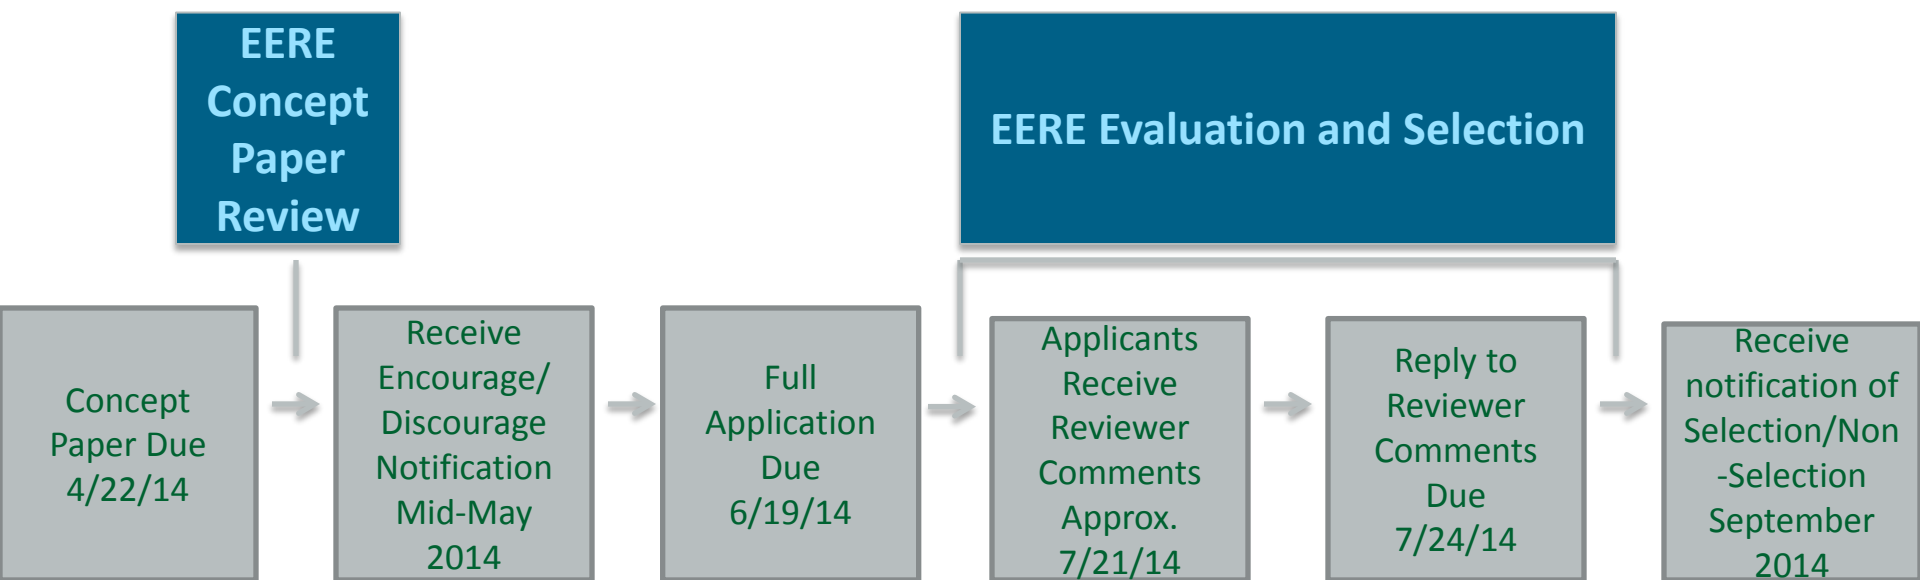 EERE
Concept
Paper
Review
EERE Evaluation and Selection
Concept
Paper Due
4/22/14
Receive
Encourage/
Discourage
Notification
Mid-May
2014
Full
Application
Due
6/19/14
Applicants
Receive
Reviewer
Comments
Approx.
7/21/14
Reply to
Reviewer
Comments
Due
7/24/14
Receive
notification of
Selection/Non
-Selection
September
2014